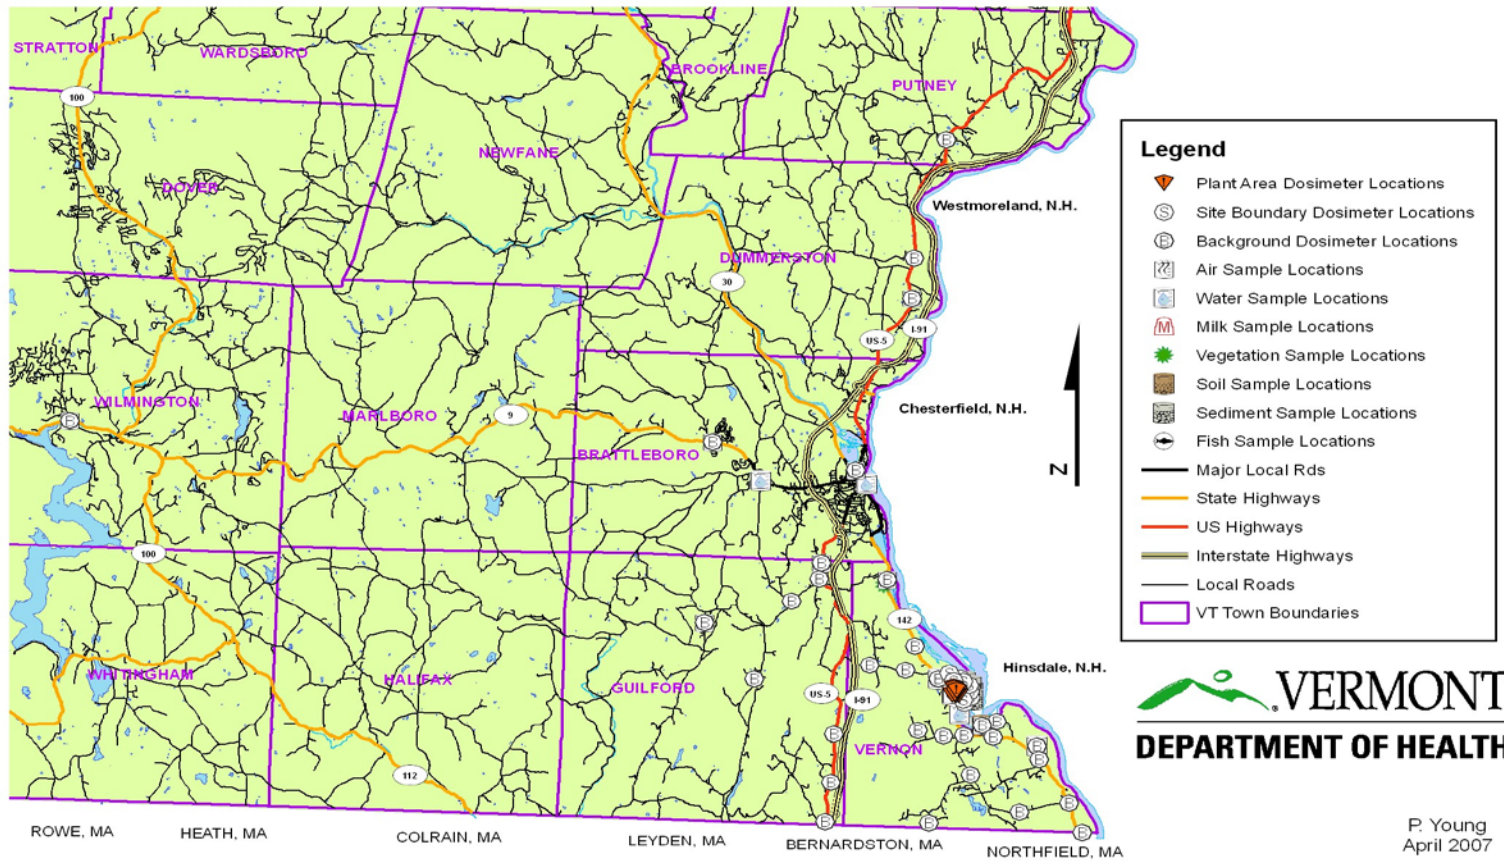 STRATTON
WARDSBORO
BROOKLINE
PUTNEY
100
B
NEWFANE
DOVER
Westmoreland, N.H.
DUMMERSTON
B
30
B
I-91
US-5
WILMINGTON
B
MARLBORO
9
Chesterfield, N.H.
BRATTLEBORO
B
B
100
B
B
B
B
B
142
B
B
B
Hinsdale, N.H.
WHITINGHAM
HALIFAX
GUILFORD
B
US-5
I-91
B
VERNON
B
B
B
B
B
B
B
B
112
B
B
B
B
B
B
B
ROWE, MA
HEATH, MA
COLRAIN, MA
LEYDEN, MA
BERNARDSTON, MA
NORTHFIELD, MA
N
Legend
Plant Area Dosimeter Locations
S Site Boundary Dosimeter Locations
B Background Dosimeter Locations
Air Sample Locations
Water Sample Locations
M Milk Sample Locations
Vegetation Sample Locations
Soil Sample Locations
Sediment Sample Locations
Fish Sample Locations
Major Local Rds
State Highways
US Highways
Interstate Highways
Local Roads
VT Town Boundaries
VERMONT
DEPARTMENT OF HEALTH
P. Young
April 2007